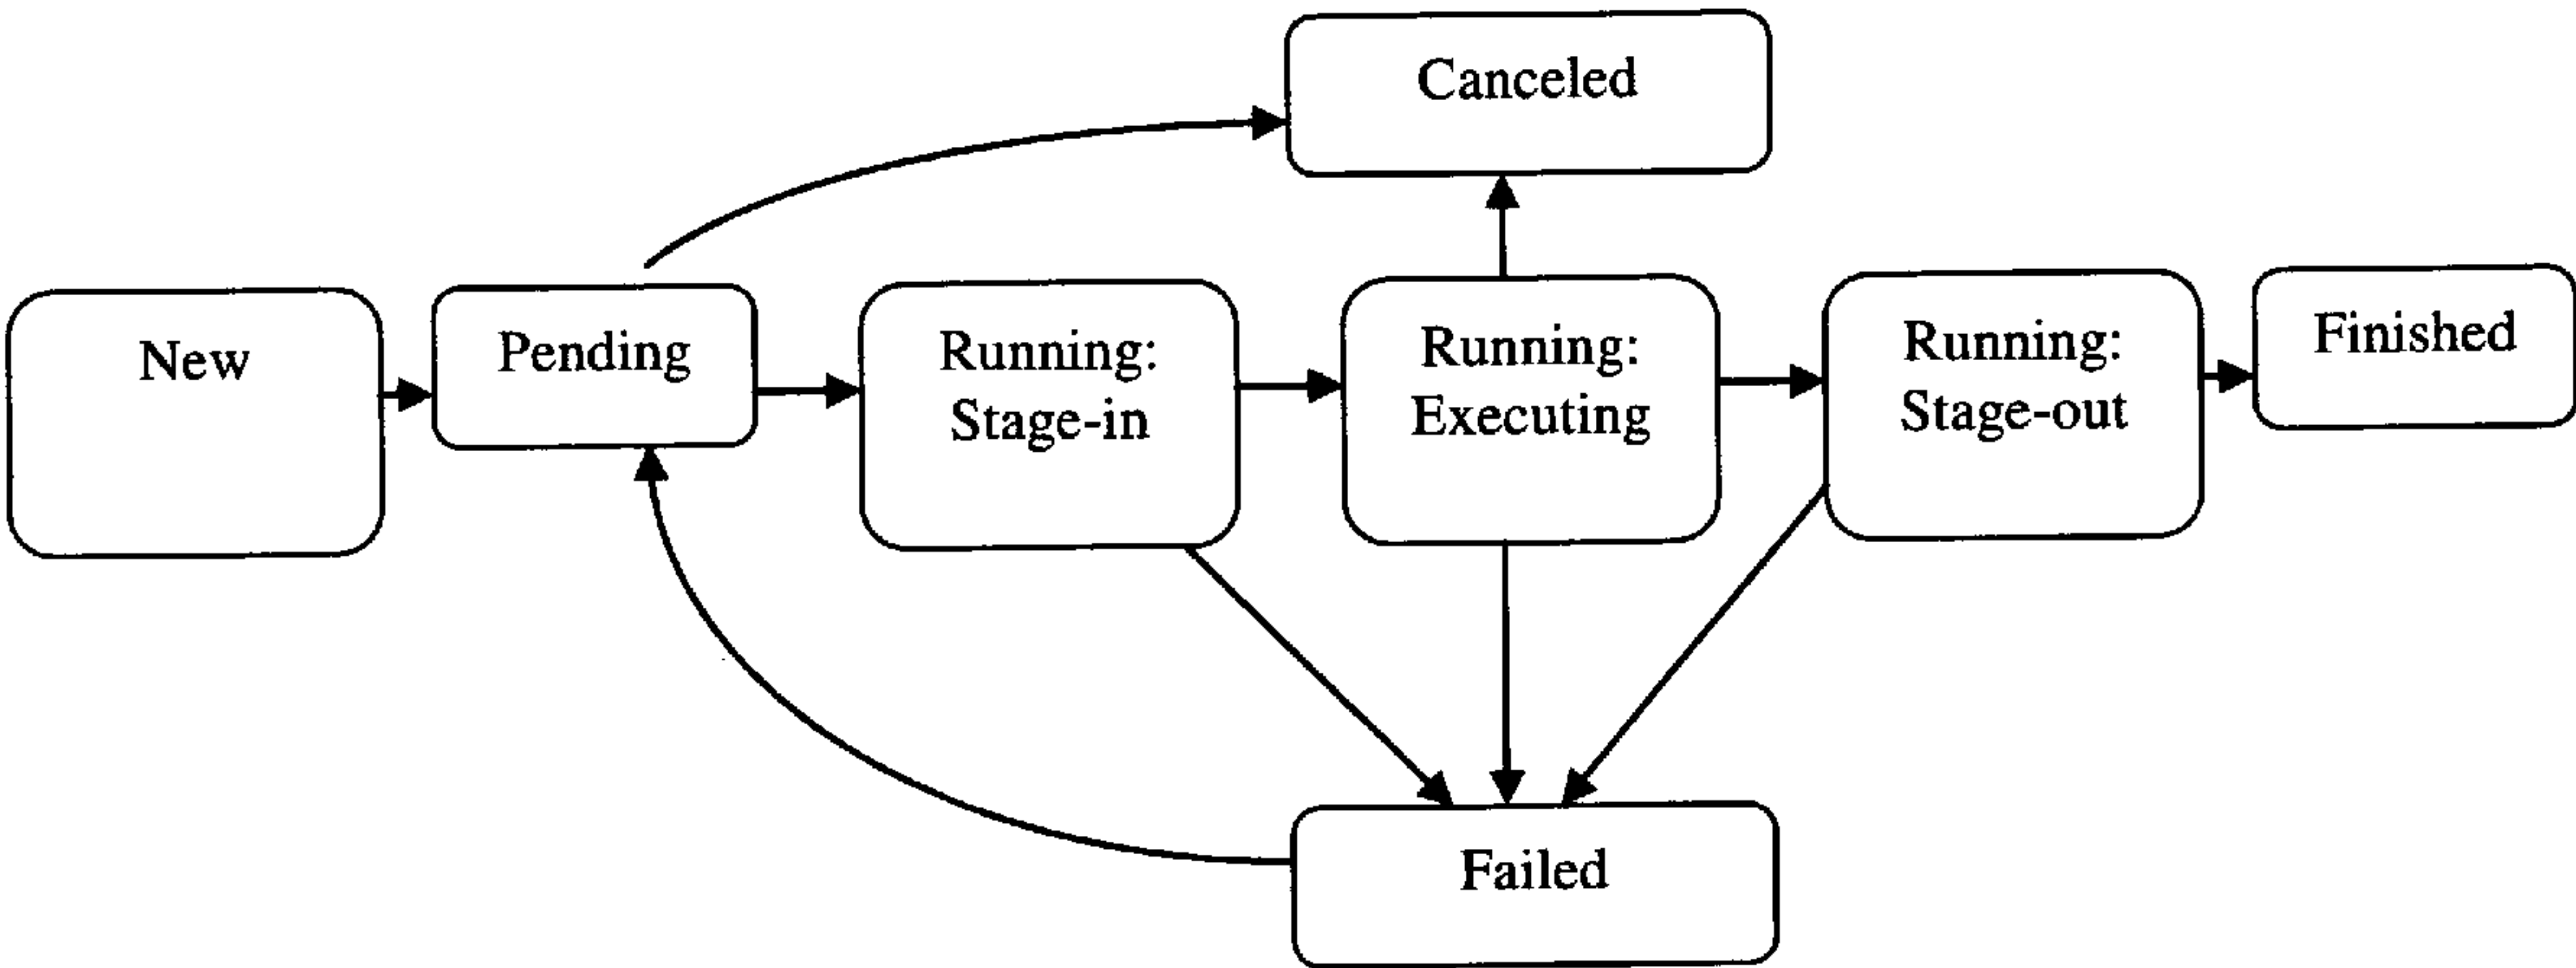 Canceled
New
Pending
Running:
Stage-in
Running:
Executing
Running:
Stage-out
Finished
Failed